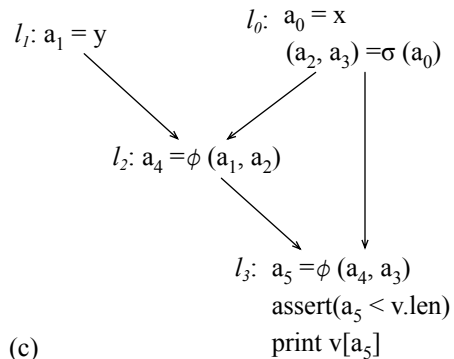 l₁: a₁ = y
l₀: a₀ = x
(a₂, a₃) =σ (a₀)
l₂: a₄ =ϕ (a₁, a₂)
l₃: a₅ =ϕ (a₄, a₃)
assert(a₅ < v.len)
print v[a₅]
(c)